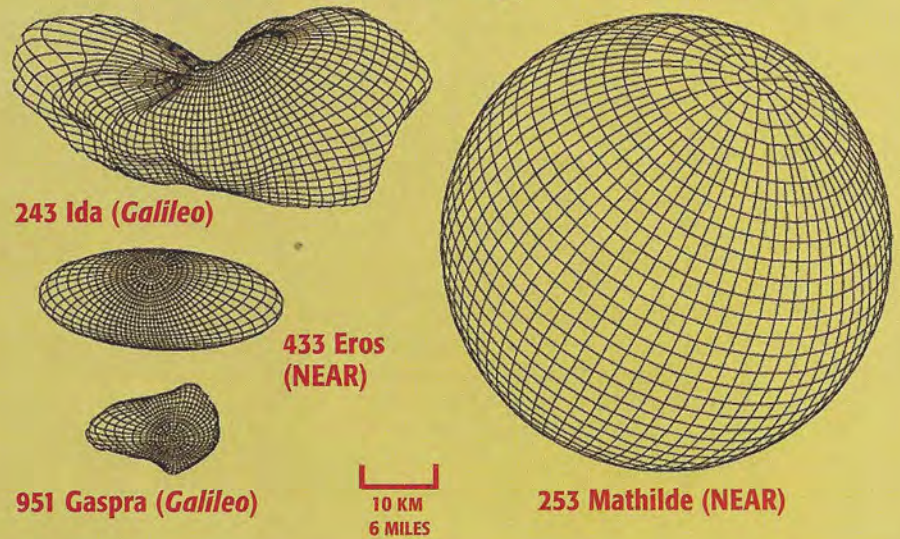 243 Ida (Galileo)
433 Eros
(NEAR)
951 Gaspra (Galileo)
10 KM
6 MILES
253 Mathilde (NEAR)